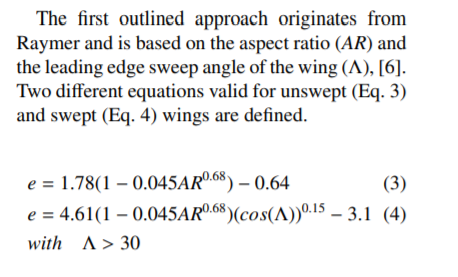 The first outlined approach originates from
Raymer and is based on the aspect ratio (AR) and
the leading edge sweep angle of the wing (Λ), [6].
Two different equations valid for unswept (Eq. 3)
and swept (Eq. 4) wings are defined.
e = 1.78(1 − 0.045AR^0.68) − 0.64 (3)
e = 4.61(1 − 0.045AR^0.68)(cos(Λ))^0.15 − 3.1 (4)
with Λ > 30